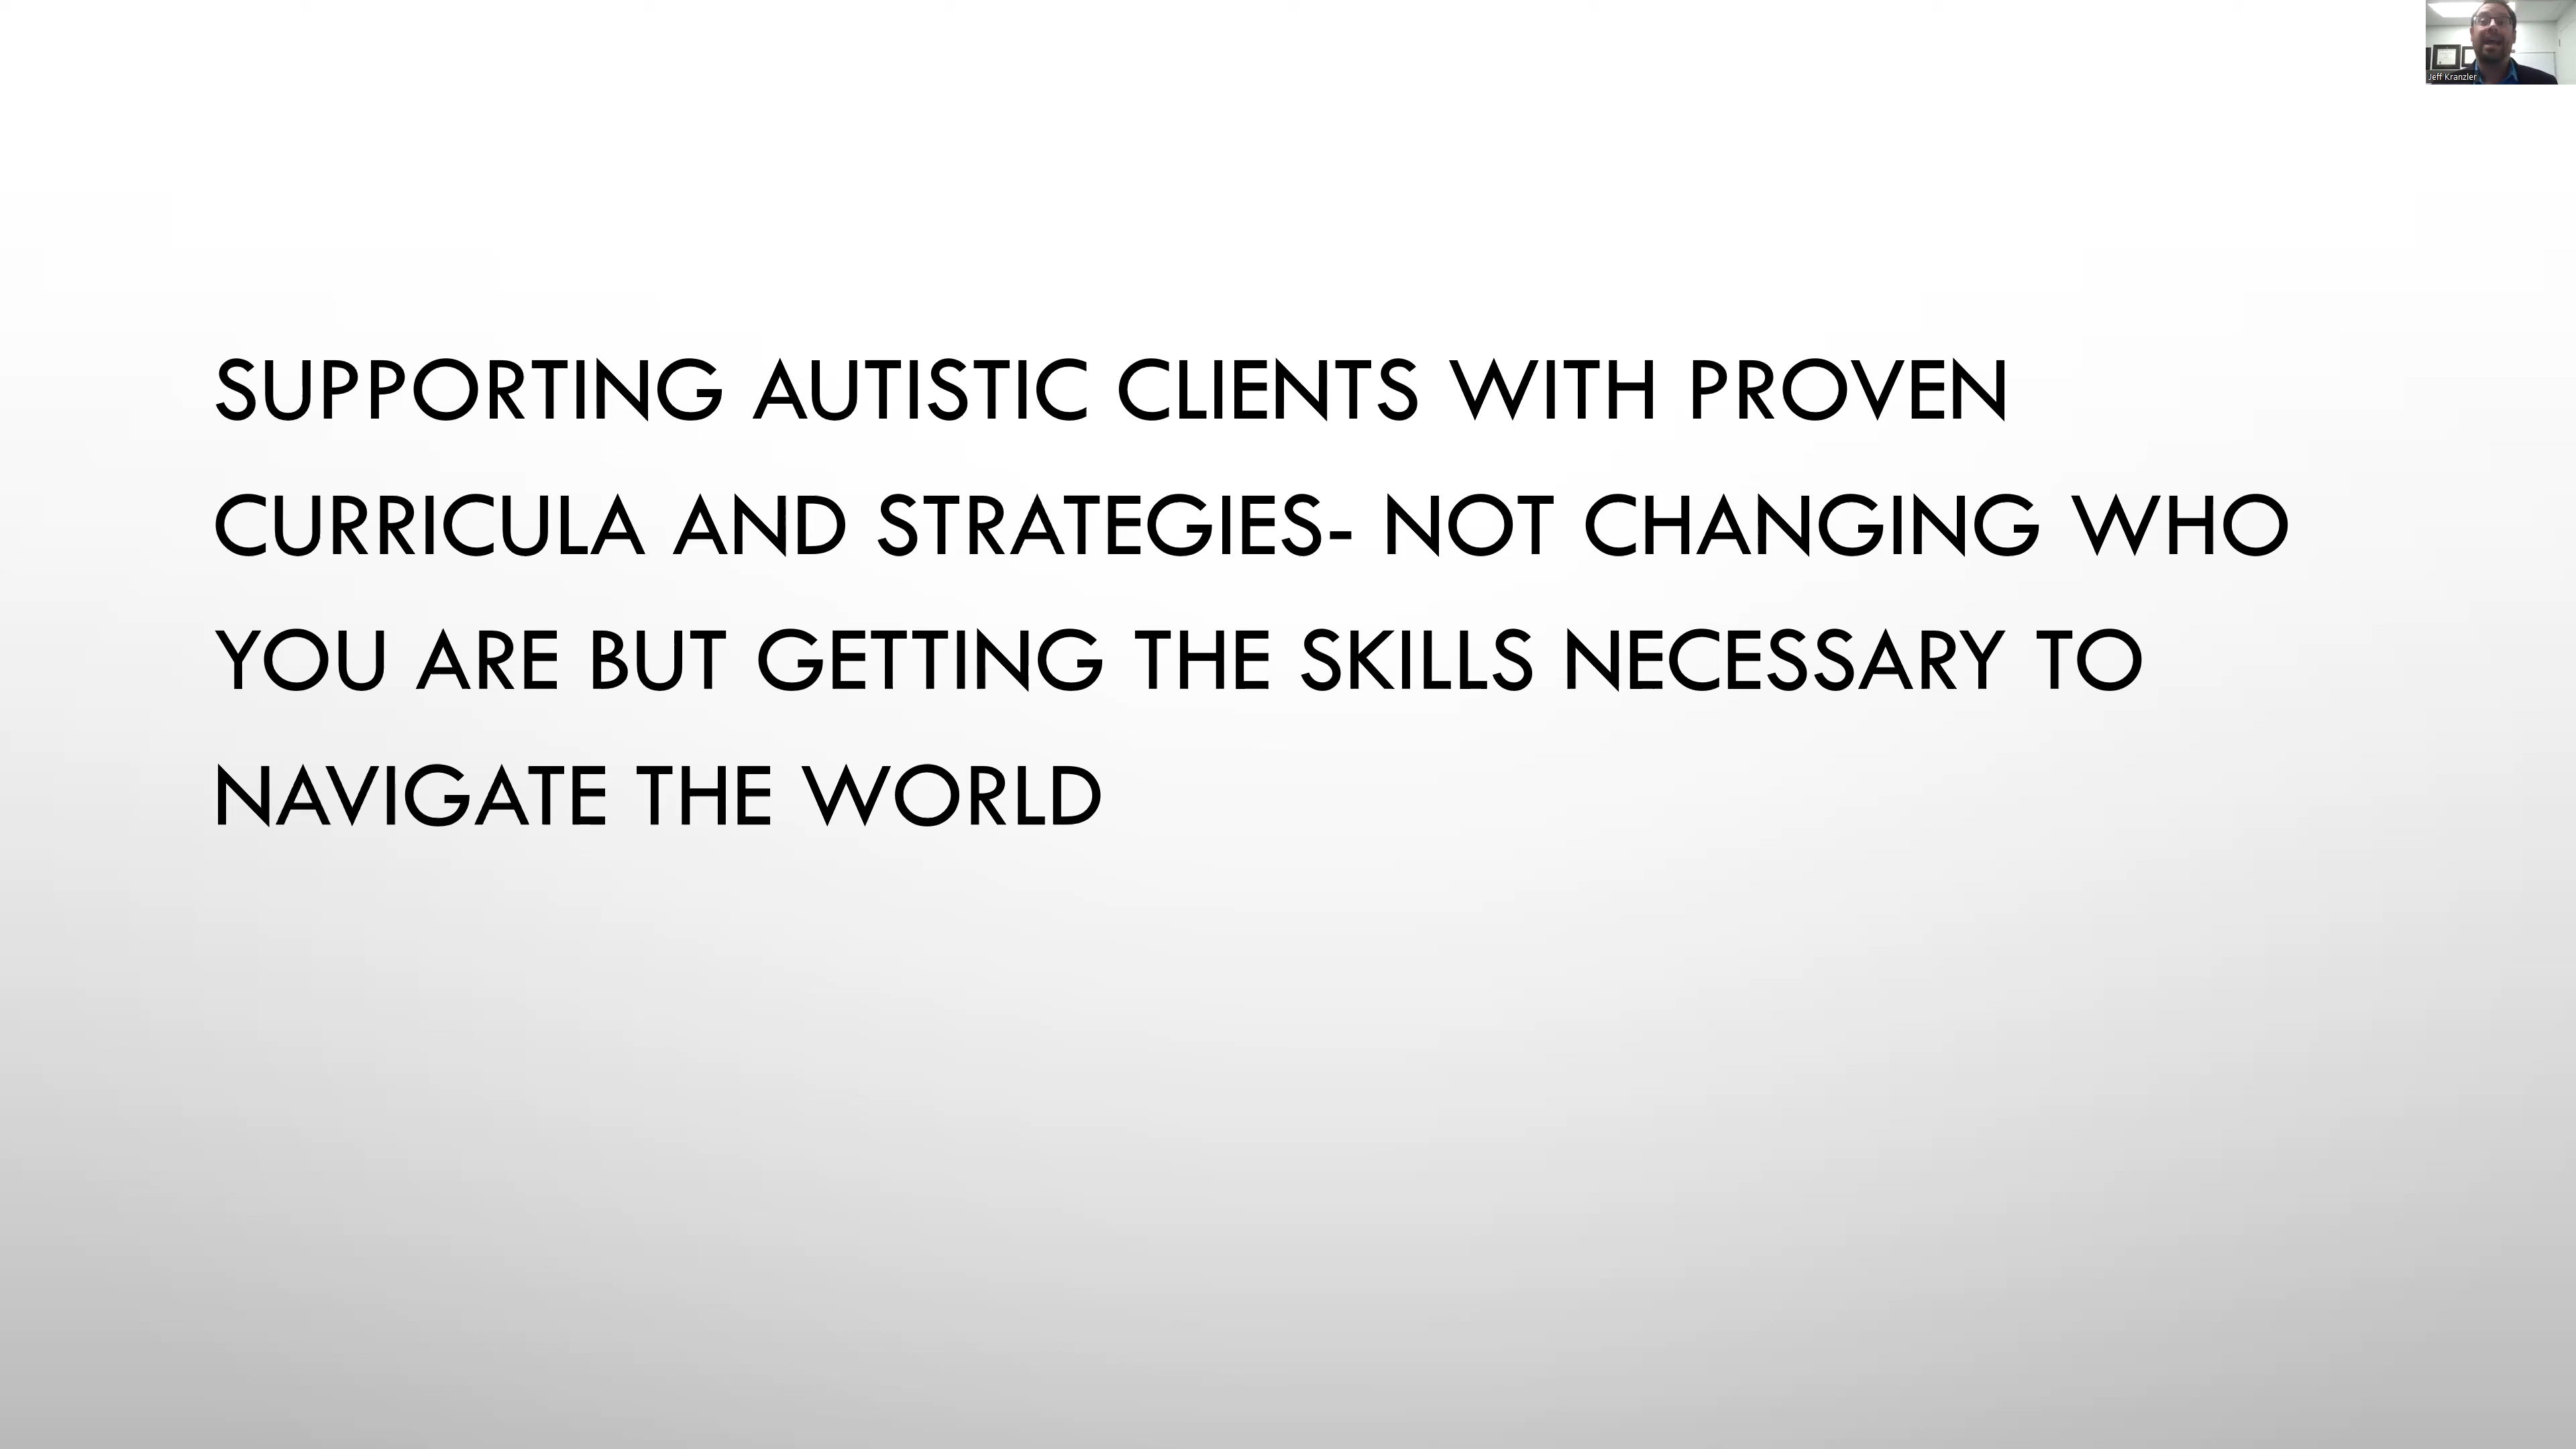 Jeff Kranzler
SUPPORTING AUTISTIC CLIENTS WITH PROVEN
CURRICULA AND STRATEGIES- NOT CHANGING WHO
YOU ARE BUT GETTING THE SKILLS NECESSARY TO
NAVIGATE THE WORLD